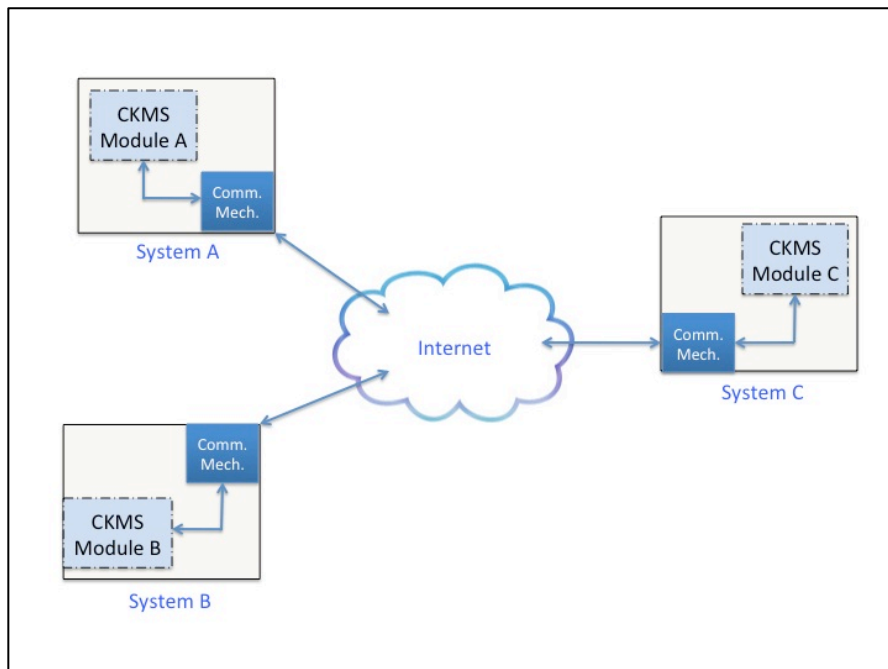 CKMS
Module A
Comm.
Mech.
System A
Internet
CKMS
Module C
Comm.
Mech.
System C
Comm.
Mech.
CKMS
Module B
System B